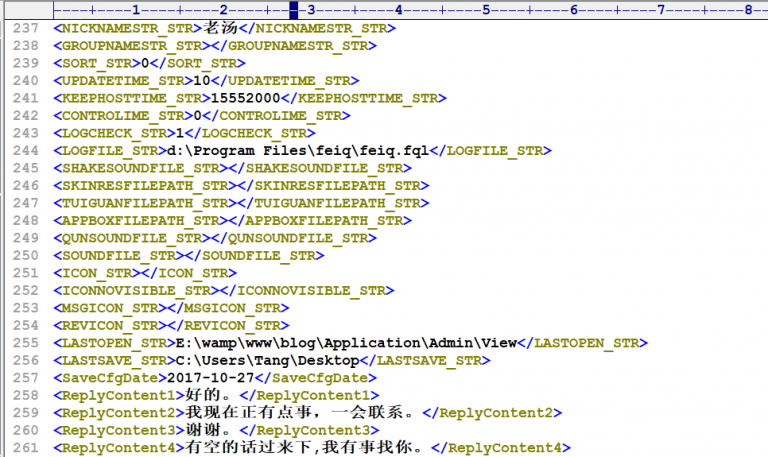 ----+----1----+----2----+----3----+----4----+----5----+----6----+----7----+----8----
237 <NICKNAMESTR_STR>老汤</NICKNAMESTR_STR>
238 <GROUPNAMESTR_STR></GROUPNAMESTR_STR>
239 <SORT_STR>0</SORT_STR>
240 <UPDATETIME_STR>10</UPDATETIME_STR>
241 <KEEPHOSTTIME_STR>15552000</KEEPHOSTTIME_STR>
242 <CONTROLIME_STR>0</CONTROLIME_STR>
243 <LOGCHECK_STR>1</LOGCHECK_STR>
244 <LOGFILE_STR>d:\Program Files\feiq\feiq.fql</LOGFILE_STR>
245 <SHAKESOUNDFILE_STR></SHAKESOUNDFILE_STR>
246 <SKINRESFILEPATH_STR></SKINRESFILEPATH_STR>
247 <TUIGUANFILEPATH_STR></TUIGUANFILEPATH_STR>
248 <APPBOXFILEPATH_STR></APPBOXFILEPATH_STR>
249 <QUNSOUNDFILE_STR></QUNSOUNDFILE_STR>
250 <SOUNDFILE_STR></SOUNDFILE_STR>
251 <ICON_STR></ICON_STR>
252 <ICONNOVISIBLE_STR></ICONNOVISIBLE_STR>
253 <MSGICON_STR></MSGICON_STR>
254 <REVICON_STR></REVICON_STR>
255 <LASTOPEN_STR>E:\wamp\www\blog\Application\Admin\View</LASTOPEN_STR>
256 <LASTSAVE_STR>C:\Users\Tang\Desktop</LASTSAVE_STR>
257 <SaveCfgDate>2017-10-27</SaveCfgDate>
258 <ReplyContent1>好的。</ReplyContent1>
259 <ReplyContent2>我现在正有点事，一会联系。</ReplyContent2>
260 <ReplyContent3>谢谢。</ReplyContent3>
261 <ReplyContent4>有空的话过来下,我有事找你。</ReplyContent4>